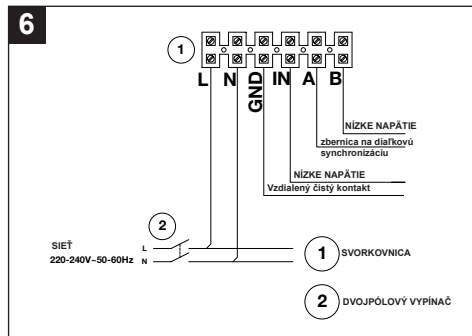 6
1
L N GND IN A B
NÍZKE NAPÄTIE
zbernica na diaľkovú
synchronizáciu
NÍZKE NAPÄTIE
Vzdialený čistý kontakt
2
SIEŤ
220-240V~50-60Hz
L
N
1 SVORKOVNICA
2 DVOJPÓLOVÝ VYPÍNAČ